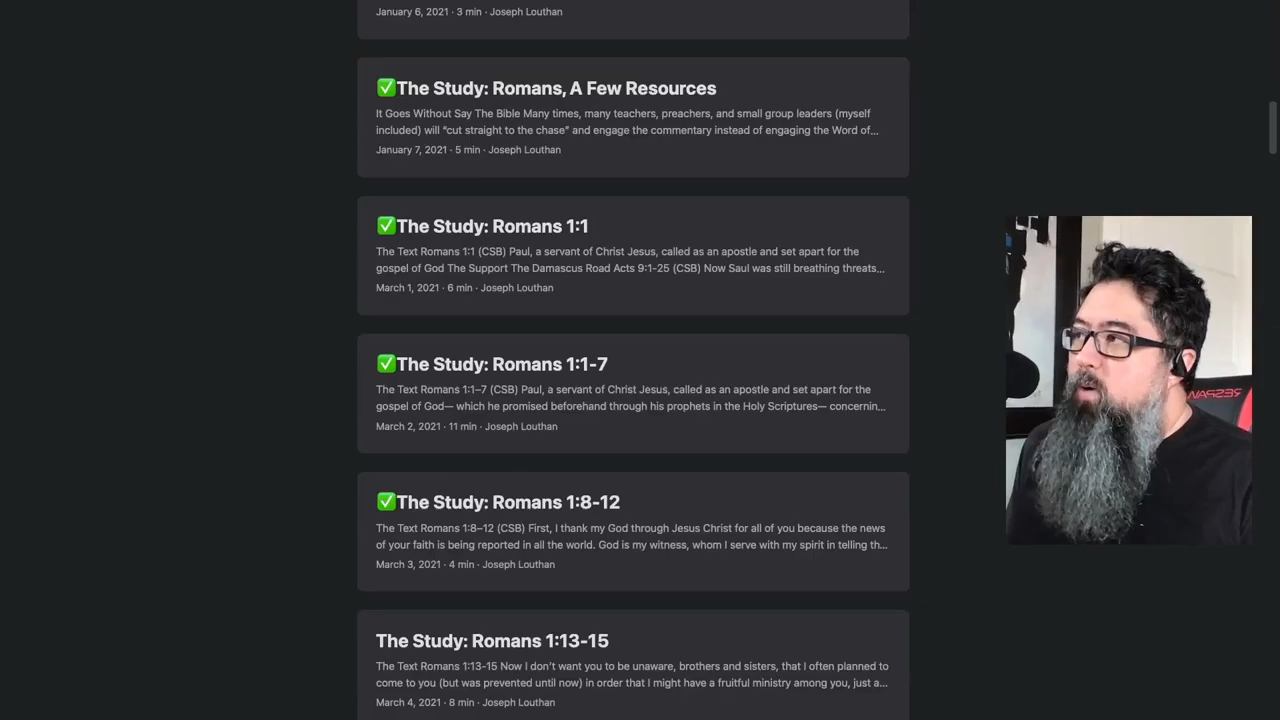 January 6, 2021 · 3 min · Joseph Louthan
✅The Study: Romans, A Few Resources
It Goes Without Say The Bible Many times, many teachers, preachers, and small group leaders (myself
included) will “cut straight to the chase” and engage the commentary instead of engaging the Word of...
January 7, 2021 · 5 min · Joseph Louthan
✅The Study: Romans 1:1
The Text Romans 1:1 (CSB) Paul, a servant of Christ Jesus, called as an apostle and set apart for the
gospel of God The Support The Damascus Road Acts 9:1-25 (CSB) Now Saul was still breathing threats...
March 1, 2021 · 6 min · Joseph Louthan
✅The Study: Romans 1:1-7
The Text Romans 1:1–7 (CSB) Paul, a servant of Christ Jesus, called as an apostle and set apart for the
gospel of God— which he promised beforehand through his prophets in the Holy Scriptures— concernin...
March 2, 2021 · 11 min · Joseph Louthan
✅The Study: Romans 1:8-12
The Text Romans 1:8–12 (CSB) First, I thank my God through Jesus Christ for all of you because the news
of your faith is being reported in all the world. God is my witness, whom I serve with my spirit in telling th...
March 3, 2021 · 4 min · Joseph Louthan
The Study: Romans 1:13-15
The Text Romans 1:13-15 Now I don’t want you to be unaware, brothers and sisters, that I often planned to
come to you (but was prevented until now) in order that I might have a fruitful ministry among you, just a...
March 4, 2021 · 8 min · Joseph Louthan
RESPAW